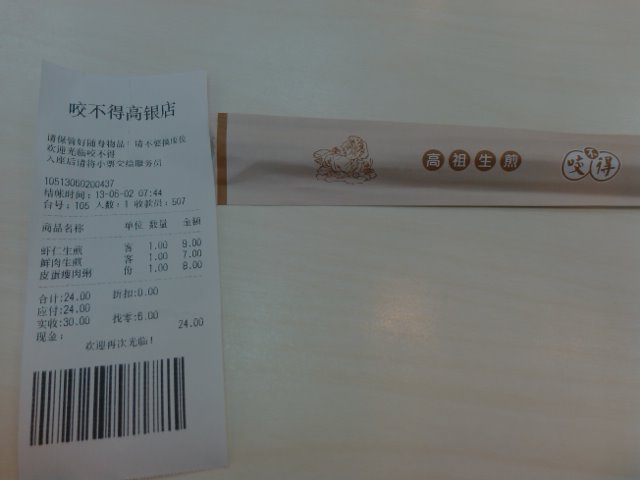 咬不得高银店
请保管好随身物品！请不要换座位
欢迎光临咬不得
入座后请将小票交给服务员
10513060200437
结账时间：13-06-02 07:44
台号：105 人数：1 收款员：507
商品名称 单位 数量 金额
虾仁生煎 客 1.00 9.00
鲜肉生煎 客 1.00 7.00
皮蛋瘦肉粥 份 1.00 8.00
合计:24.00 折扣:0.00
应付:24.00
实收:30.00 找零:6.00
现金： 24.00
欢迎再次光临！
高祖生煎
咬不得